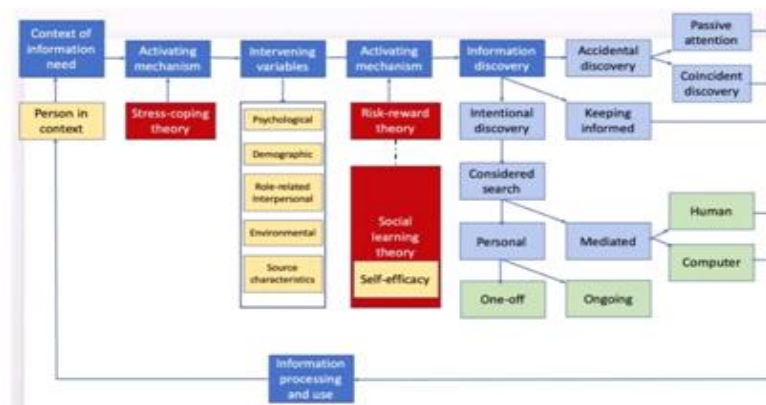 Context of
information
need
Activating
mechanism
Intervening
variables
Activating
mechanism
Information
discovery
Accidental
discovery
Passive
attention
Coincident
discovery
Person in
context
Stress-coping
theory
Psychological
Demographic
Role-related
Interpersonal
Environmental
Source
characteristics
Risk-reward
theory
Social
learning
theory
Self-efficacy
Intentional
discovery
Keeping
informed
Considered
search
Personal
Mediated
Human
Computer
One-off
Ongoing
Information
processing
and use